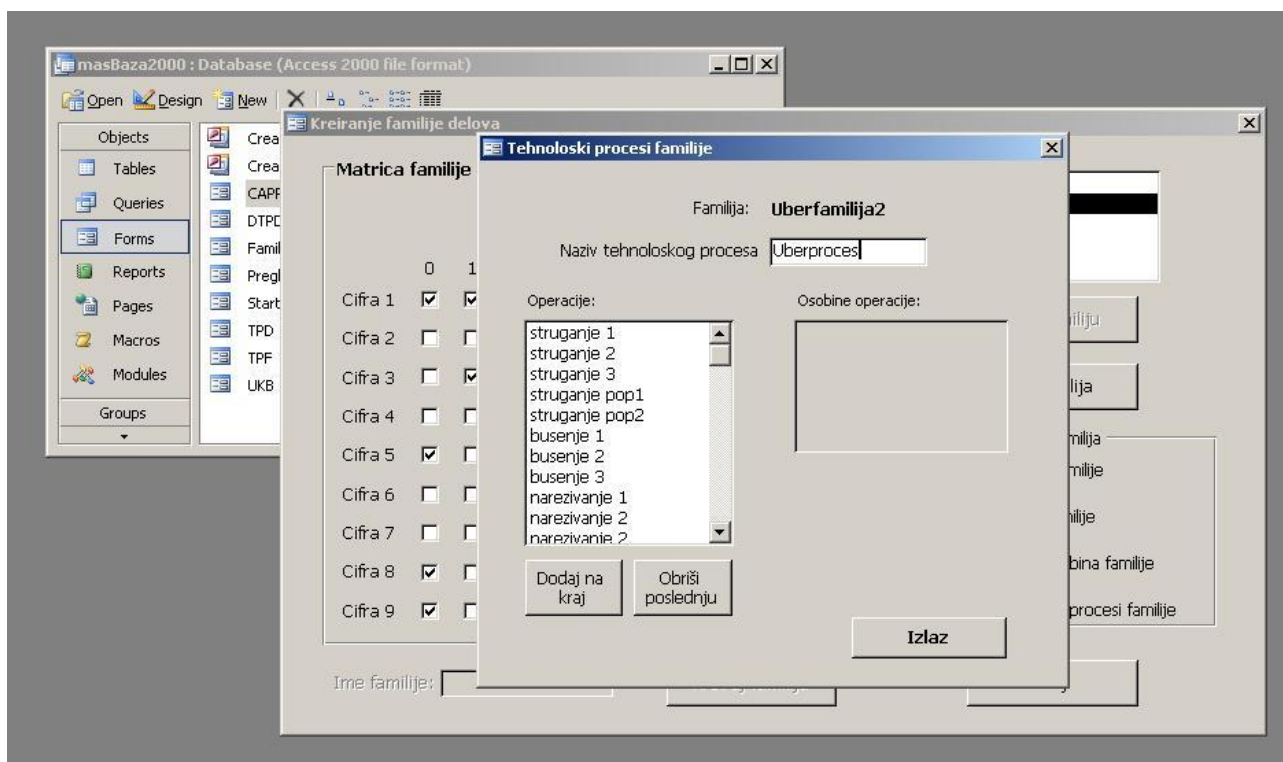 masBaza2000 : Database (Access 2000 file format)
Open Design New
Objects
Tables
Queries
Forms
Reports
Pages
Macros
Modules
Groups
Crea
Crea
CAPP
DTPD
Famil
Pregl
Start
TPD
TPF
UKB
Kreiranje familije delova
Matrica familije
0 1
Cifra 1
Cifra 2
Cifra 3
Cifra 4
Cifra 5
Cifra 6
Cifra 7
Cifra 8
Cifra 9
Ime familije:
Tehnoloski procesi familije
Familija: Uberfamilija2
Naziv tehnoloskog procesa Uberproces
Operacije:
struganje 1
struganje 2
struganje 3
struganje pop1
struganje pop2
busenje 1
busenje 2
busenje 3
narezivanje 1
narezivanje 2
narezivanje 2
Osobine operacije:
Dodaj na
kraj
Obriši
poslednju
Izlaz
iliju
lija
milija
milije
ilije
bina familije
procesi familije